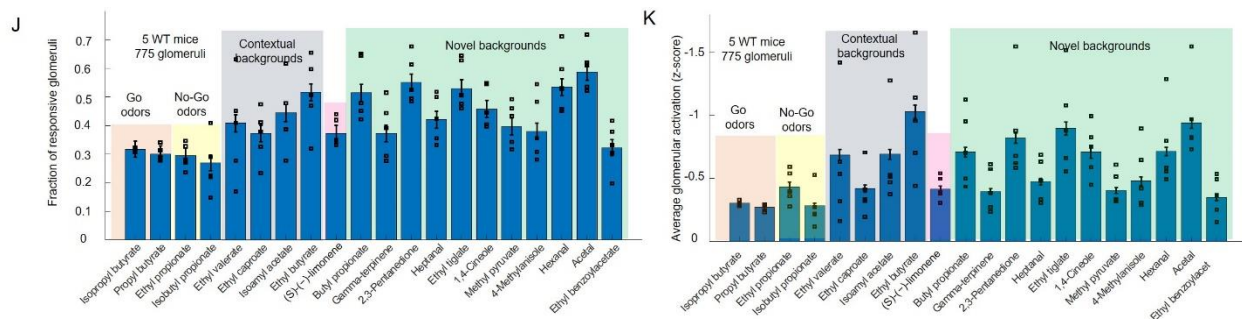 J
Fraction of responsive glomeruli
0.7
0.6
0.5
0.4
0.3
0.2
0.1
0
5 WT mice
775 glomeruli
Contextual
backgrounds
Novel backgrounds
Go
odors
No-Go
odors
Isopropyl butyrate
Propyl butyrate
Ethyl propionate
Isobutyl propionate
Ethyl valerate
Ethyl caproate
Isoamyl acetate
Ethyl butyrate
(S)-(−)-limonene
Butyl propionate
Gamma-terpinene
2,3-Pentanedione
Heptanal
Ethyl tiglate
1,4-Cineole
Methyl pyruvate
4-Methylanisole
Hexanal
Acetal
Ethyl benzoylacetate
K
Average glomerular activation (z-score)
-1.5
-1
-0.5
0
5 WT mice
775 glomeruli
Contextual
backgrounds
Novel backgrounds
Go
odors
No-Go
odors
Isopropyl butyrate
Propyl butyrate
Ethyl propionate
Isobutyl propionate
Ethyl valerate
Ethyl caproate
Isoamyl acetate
Ethyl butyrate
(S)-(−)-limonene
Butyl propionate
Gamma-terpinene
2,3-Pentanedione
Heptanal
Ethyl tiglate
1,4-Cineole
Methyl pyruvate
4-Methylanisole
Hexanal
Acetal
Ethyl benzoylacet